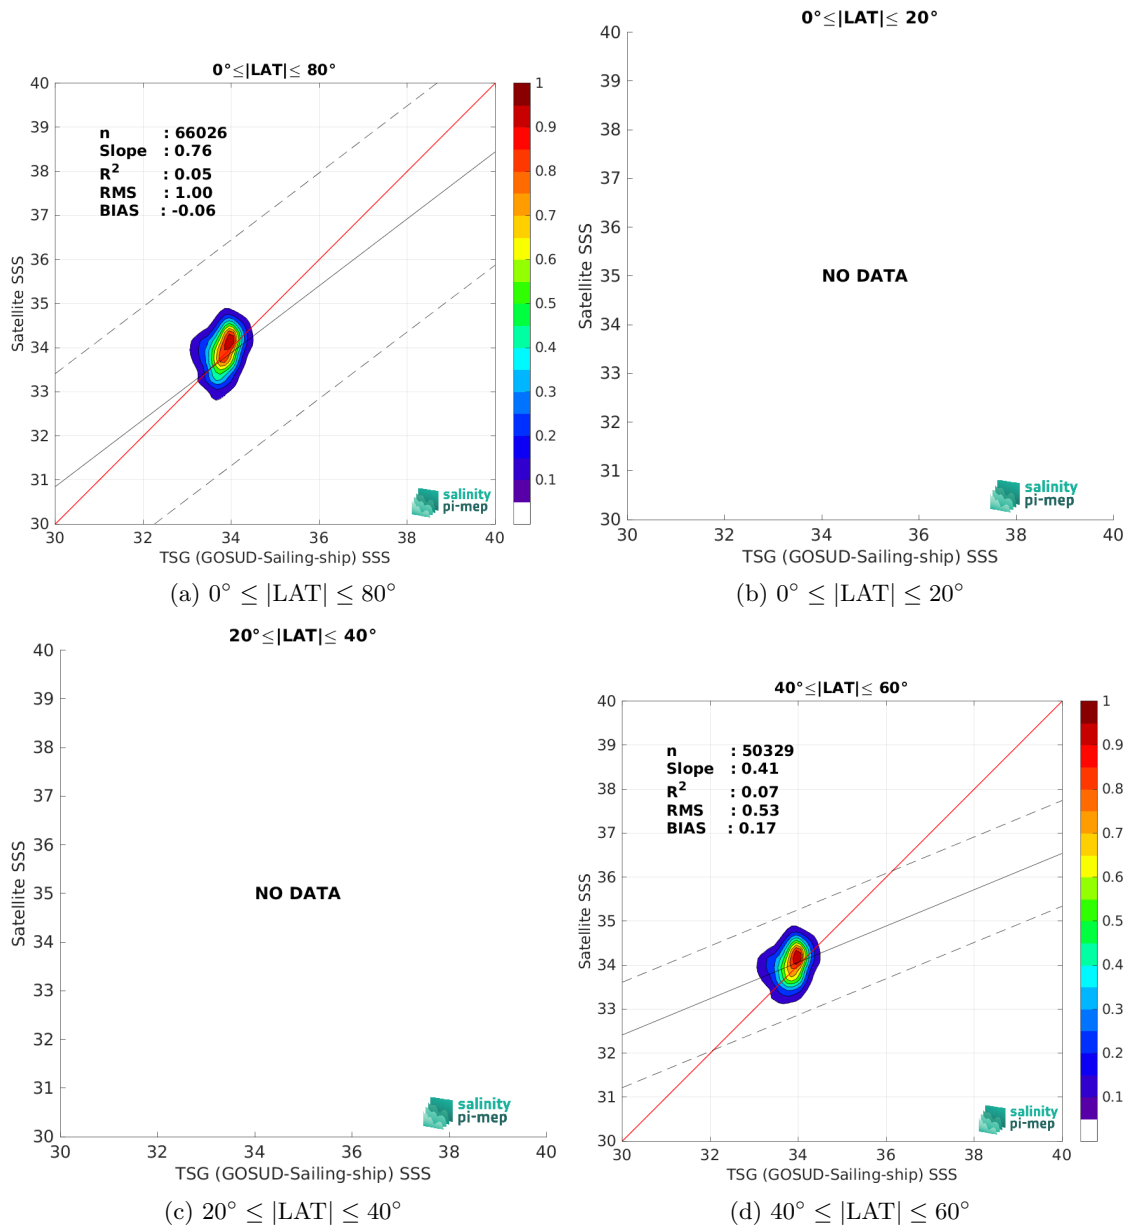 0°≤|LAT|≤ 80°
40
39
38
37
36
35
34
33
32
31
30
Satellite SSS
n : 66026
Slope : 0.76
R² : 0.05
RMS : 1.00
BIAS : -0.06
salinity
pi-mep
30 32 34 36 38 40
TSG (GOSUD-Sailing-ship) SSS
1
0.9
0.8
0.7
0.6
0.5
0.4
0.3
0.2
0.1
(a) 0° ≤ |LAT| ≤ 80°
0°≤|LAT|≤ 20°
40
39
38
37
36
35
34
33
32
31
30
Satellite SSS
NO DATA
salinity
pi-mep
30 32 34 36 38 40
TSG (GOSUD-Sailing-ship) SSS
(b) 0° ≤ |LAT| ≤ 20°
20°≤|LAT|≤ 40°
40
39
38
37
36
35
34
33
32
31
30
Satellite SSS
NO DATA
salinity
pi-mep
30 32 34 36 38 40
TSG (GOSUD-Sailing-ship) SSS
(c) 20° ≤ |LAT| ≤ 40°
40°≤|LAT|≤ 60°
40
39
38
37
36
35
34
33
32
31
30
Satellite SSS
n : 50329
Slope : 0.41
R² : 0.07
RMS : 0.53
BIAS : 0.17
salinity
pi-mep
30 32 34 36 38 40
TSG (GOSUD-Sailing-ship) SSS
1
0.9
0.8
0.7
0.6
0.5
0.4
0.3
0.2
0.1
(d) 40° ≤ |LAT| ≤ 60°